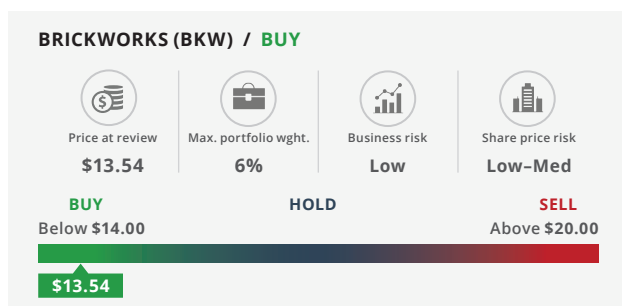 BRICKWORKS (BKW) / BUY
Price at review
Max. portfolio wght.
Business risk
Share price risk
$13.54
6%
Low
Low–Med
BUY
HOLD
SELL
Below $14.00
Above $20.00
$13.54